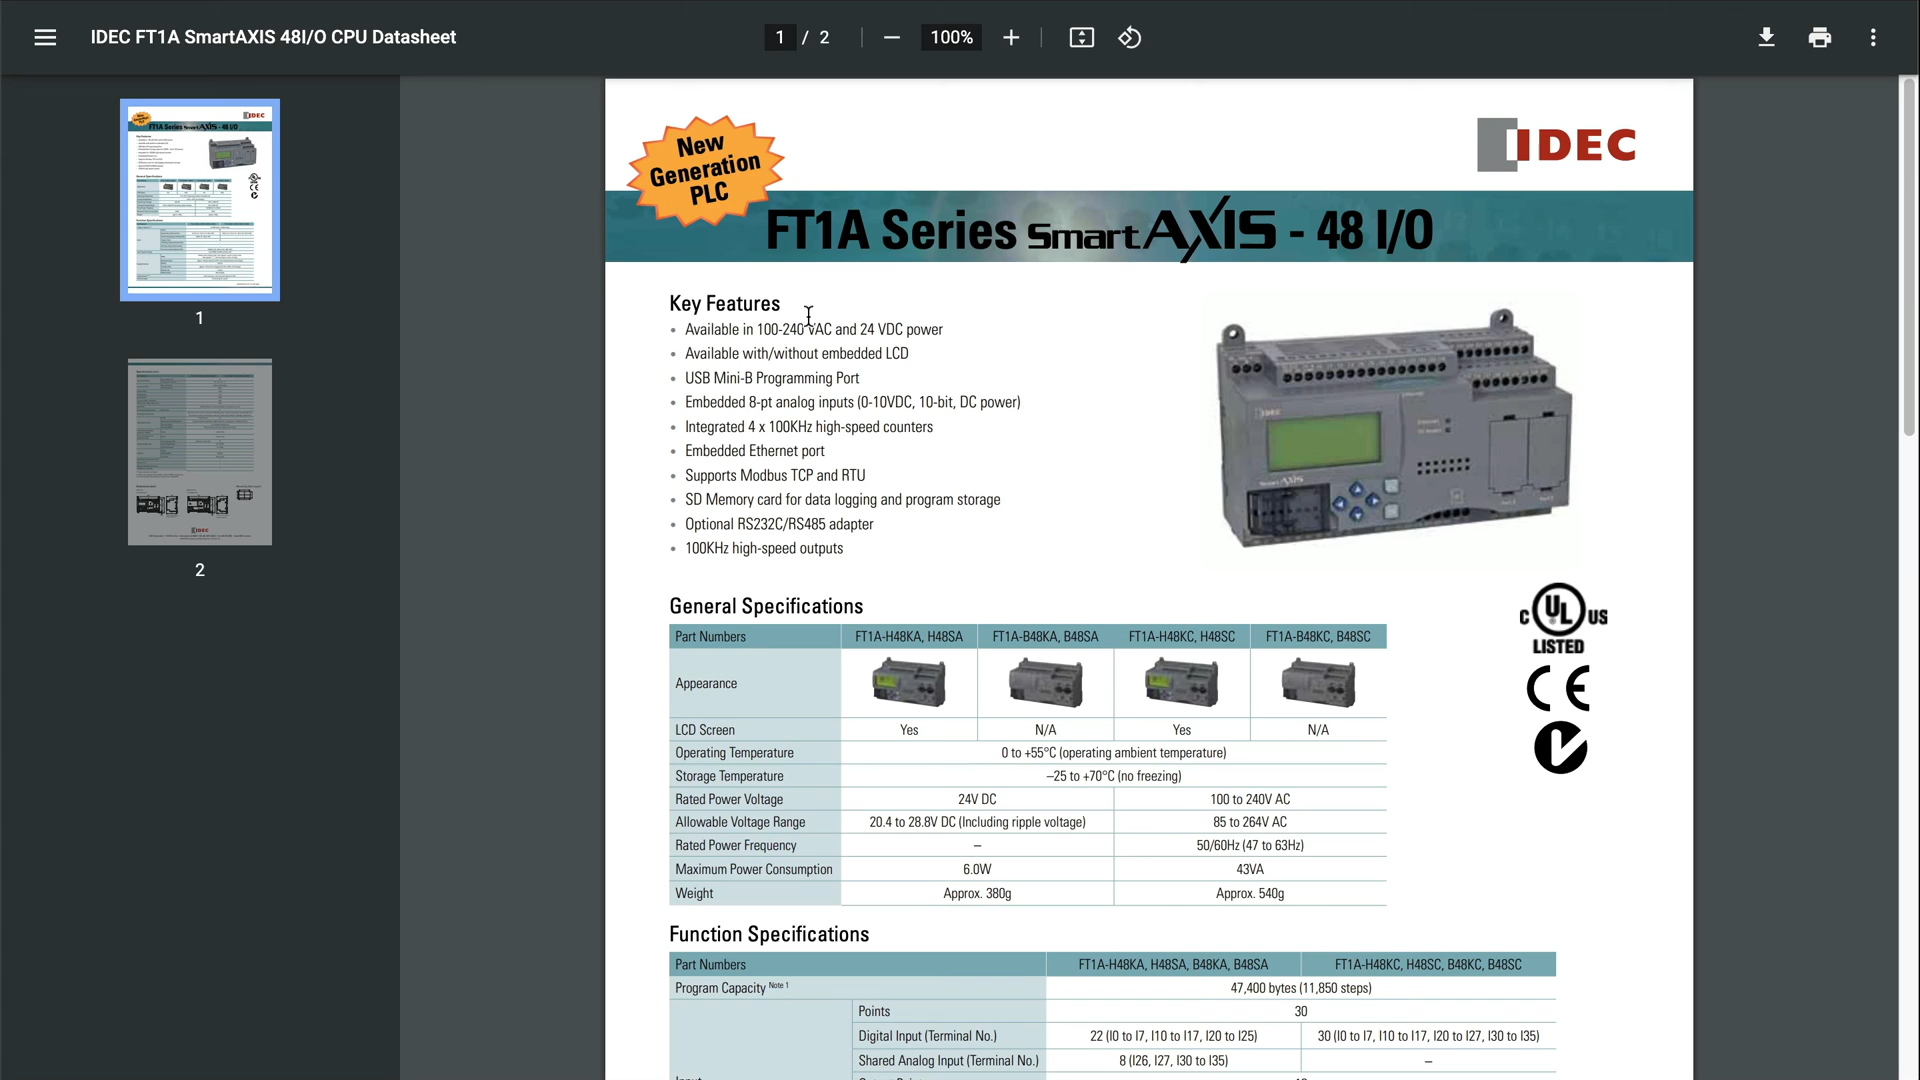 IDEC FT1A SmartAXIS 48I/O CPU Datasheet
1 / 2
100%
1
2
New
Generation
PLC
IDEC
FT1A Series SmartAXIS - 48 I/O
Key Features
• Available in 100-240 VAC and 24 VDC power
• Available with/without embedded LCD
• USB Mini-B Programming Port
• Embedded 8-pt analog inputs (0-10VDC, 10-bit, DC power)
• Integrated 4 x 100KHz high-speed counters
• Embedded Ethernet port
• Supports Modbus TCP and RTU
• SD Memory card for data logging and program storage
• Optional RS232C/RS485 adapter
• 100KHz high-speed outputs
C UL US
LISTED
CE
General Specifications
Part Numbers FT1A-H48KA, H48SA FT1A-B48KA, B48SA FT1A-H48KC, H48SC FT1A-B48KC, B48SC
Appearance
LCD Screen Yes N/A Yes N/A
Operating Temperature 0 to +55°C (operating ambient temperature)
Storage Temperature –25 to +70°C (no freezing)
Rated Power Voltage 24V DC 100 to 240V AC
Allowable Voltage Range 20.4 to 28.8V DC (Including ripple voltage) 85 to 264V AC
Rated Power Frequency – 50/60Hz (47 to 63Hz)
Maximum Power Consumption 6.0W 43VA
Weight Approx. 380g Approx. 540g
Function Specifications
Part Numbers FT1A-H48KA, H48SA, B48KA, B48SA FT1A-H48KC, H48SC, B48KC, B48SC
Program Capacity Note 1 47,400 bytes (11,850 steps)
Points 30
Digital Input (Terminal No.) 22 (I0 to I7, I10 to I17, I20 to I25) 30 (I0 to I7, I10 to I17, I20 to I27, I30 to I35)
Shared Analog Input (Terminal No.) 8 (I26, I27, I30 to I35) –